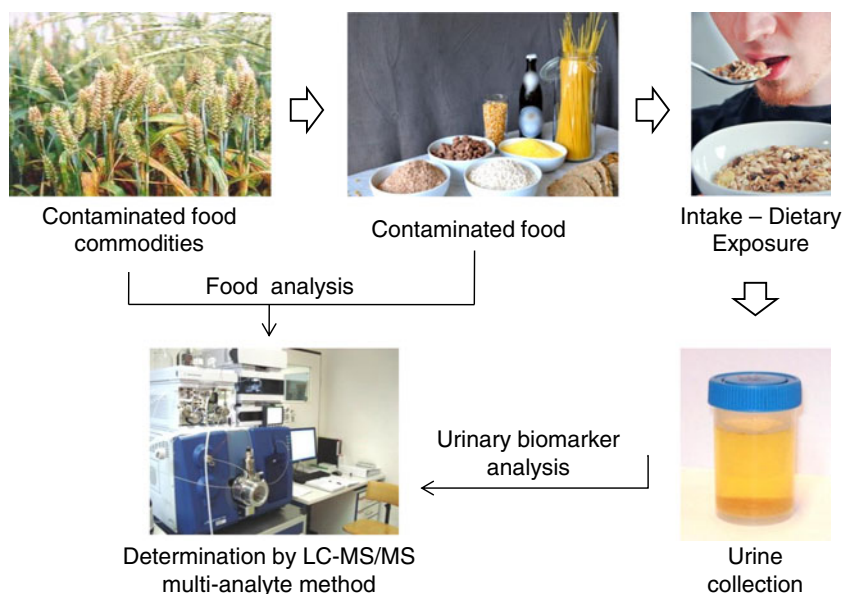 Contaminated food
commodities
Contaminated food
Intake – Dietary
Exposure
Food analysis
Urinary biomarker
analysis
Determination by LC-MS/MS
multi-analyte method
Urine
collection